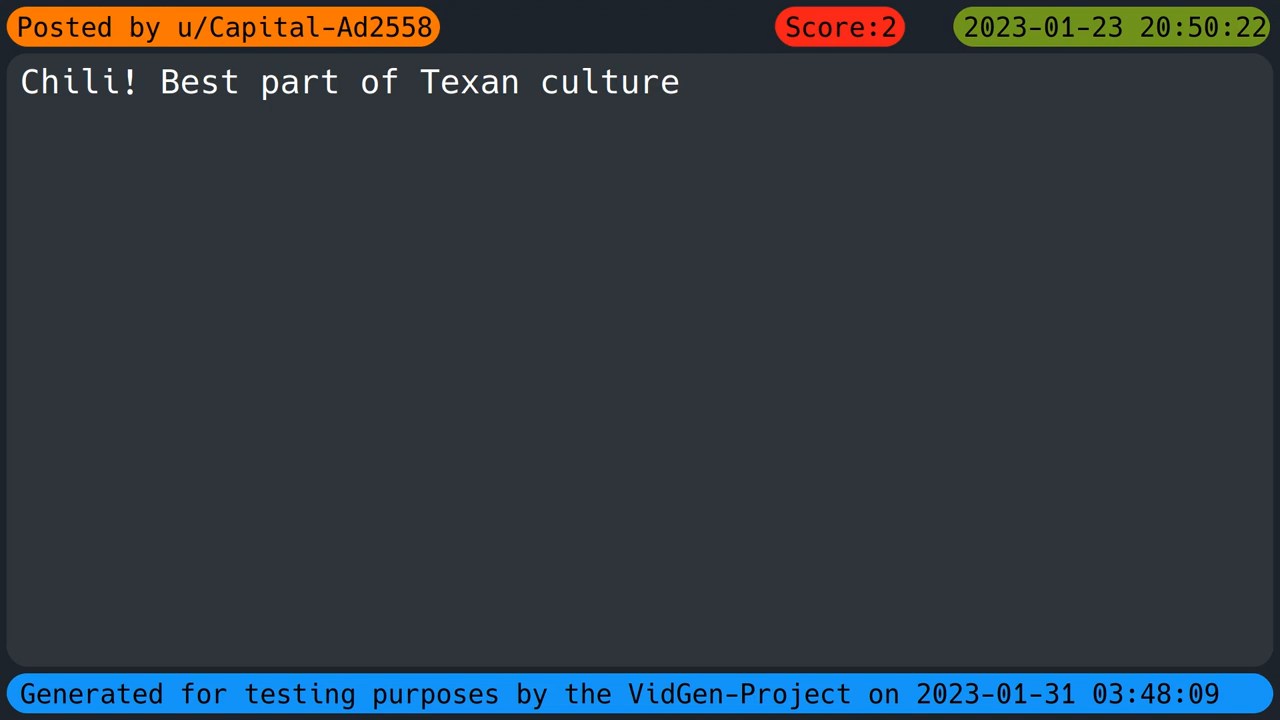 Posted by u/Capital-Ad2558 Score:2 2023-01-23 20:50:22
Chili! Best part of Texan culture
Generated for testing purposes by the VidGen-Project on 2023-01-31 03:48:09